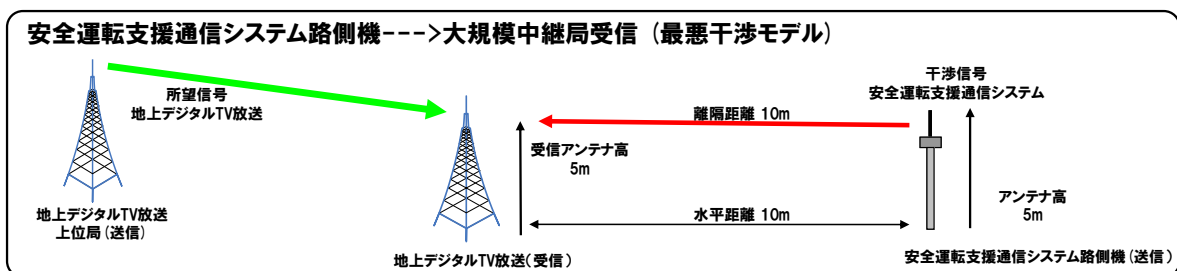 安全運転支援通信システム路側機--->大規模中継局受信 (最悪干渉モデル)
所望信号
地上デジタルTV放送
干渉信号
安全運転支援通信システム
離隔距離 10m
受信アンテナ高
5m
地上デジタルTV放送
上位局(送信)
水平距離 10m
アンテナ高
5m
地上デジタルTV放送(受信)
安全運転支援通信システム路側機(送信)